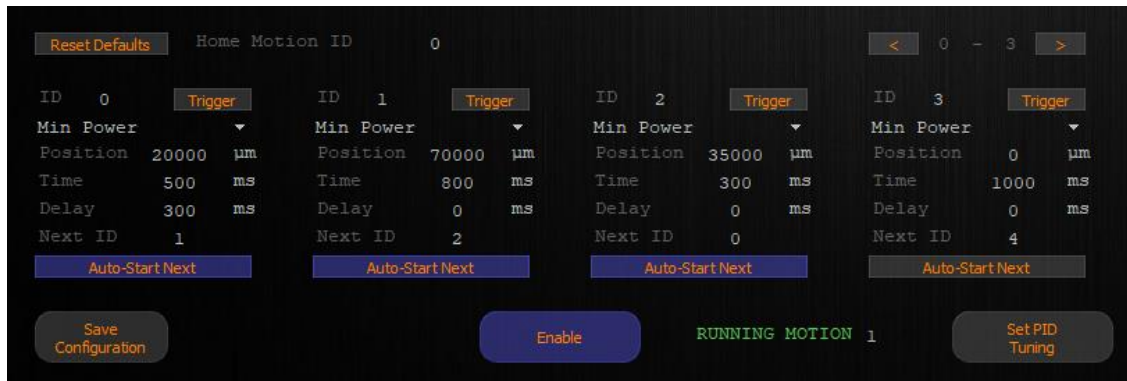 Reset Defaults Home Motion ID 0 < 0 - 3 >
ID 0 Trigger ID 1 Trigger ID 2 Trigger ID 3 Trigger
Min Power Min Power Min Power Min Power
Position 20000 µm Position 70000 µm Position 35000 µm Position 0 µm
Time 500 ms Time 800 ms Time 300 ms Time 1000 ms
Delay 300 ms Delay 0 ms Delay 0 ms Delay 0 ms
Next ID 1 Next ID 2 Next ID 0 Next ID 4
Auto-Start Next Auto-Start Next Auto-Start Next Auto-Start Next
Save
Configuration
Enable RUNNING MOTION 1
Set PID
Tuning